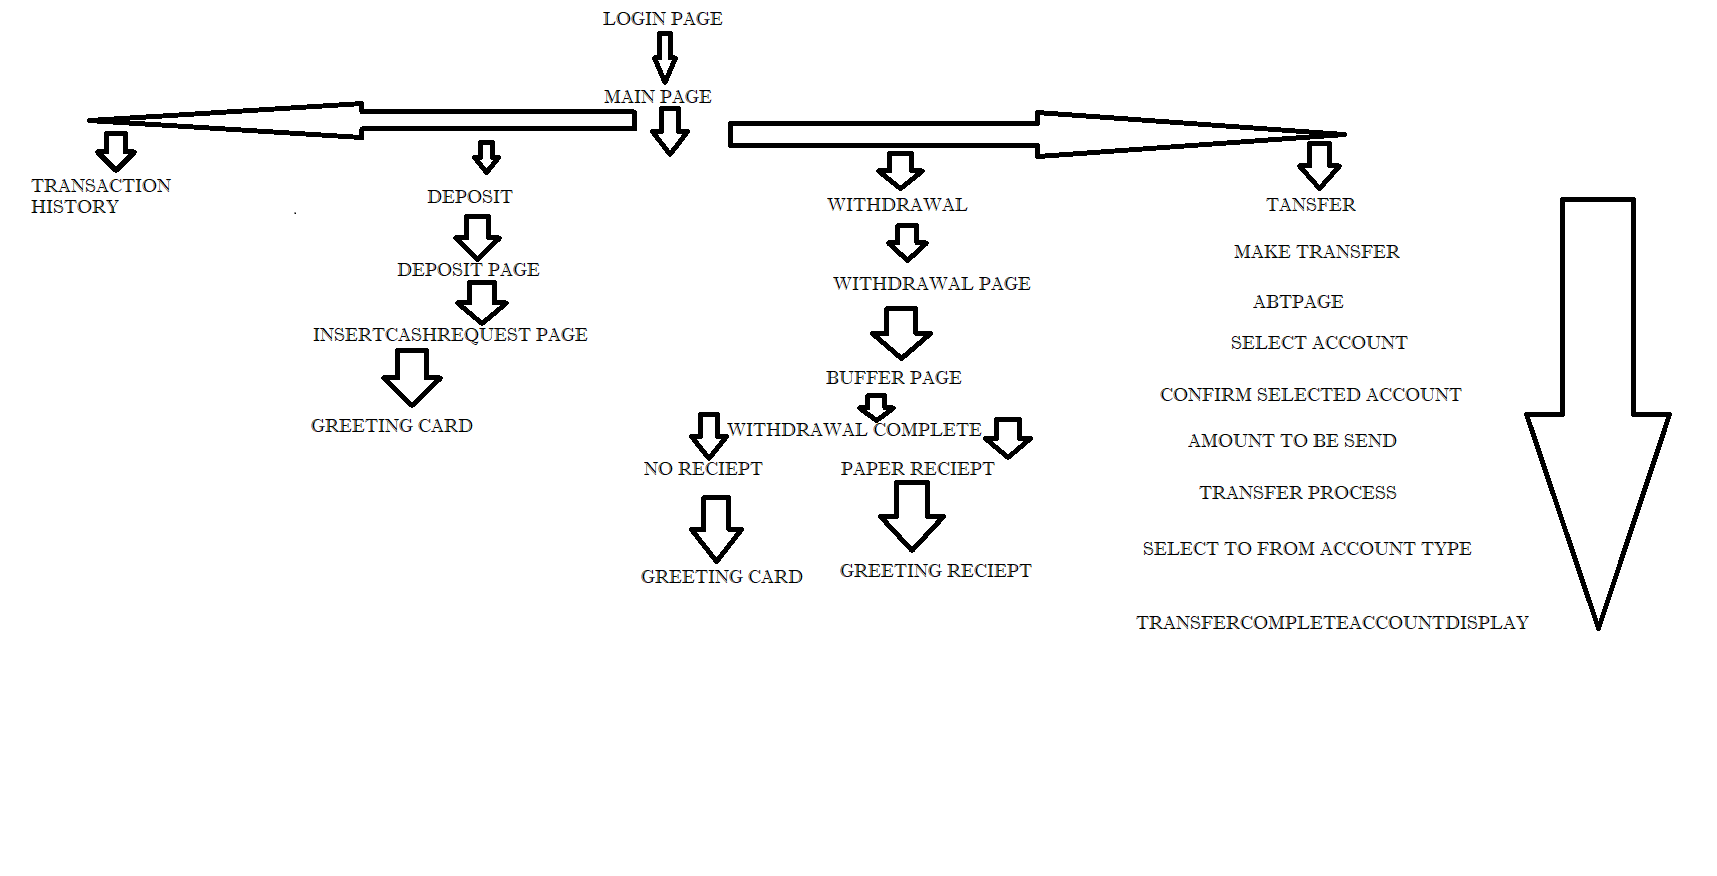 LOGIN PAGE
MAIN PAGE
TRANSACTION
HISTORY
DEPOSIT
DEPOSIT PAGE
INSERTCASHREQUEST PAGE
GREETING CARD
WITHDRAWAL
WITHDRAWAL PAGE
BUFFER PAGE
WITHDRAWAL COMPLETE
NO RECIEPT
PAPER RECIEPT
GREETING CARD
GREETING RECIEPT
TANSFER
MAKE TRANSFER
ABTPAGE
SELECT ACCOUNT
CONFIRM SELECTED ACCOUNT
AMOUNT TO BE SEND
TRANSFER PROCESS
SELECT TO FROM ACCOUNT TYPE
TRANSFERCOMPLETEACCOUNTDISPLAY